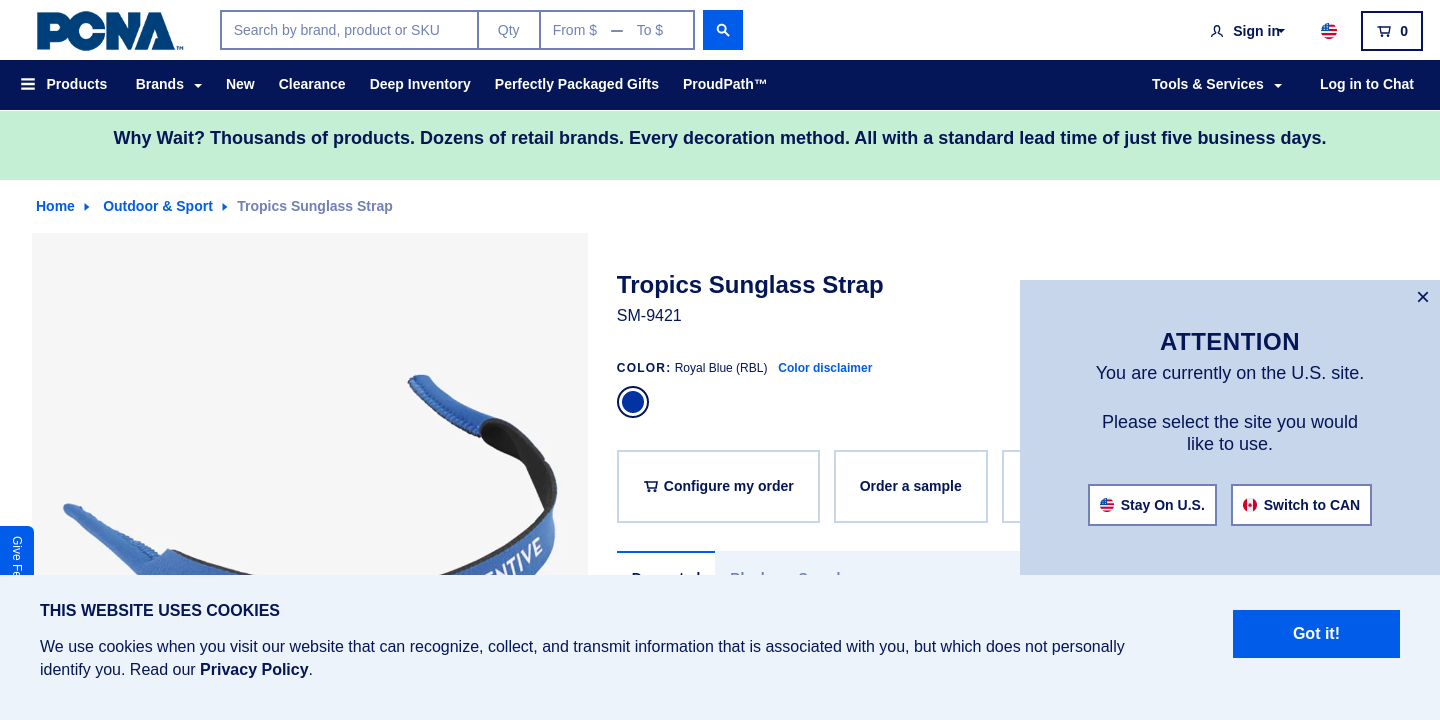 PCNA™
Search by brand, product or SKU
Qty
From $ — To $
Sign in
0
Products
Brands
New
Clearance
Deep Inventory
Perfectly Packaged Gifts
ProudPath™
Tools & Services
Log in to Chat
Why Wait? Thousands of products. Dozens of retail brands. Every decoration method. All with a standard lead time of just five business days.
Home
Outdoor & Sport
Tropics Sunglass Strap
Tropics Sunglass Strap
SM-9421
COLOR: Royal Blue (RBL) Color disclaimer
Configure my order
Order a sample
×
ATTENTION
You are currently on the U.S. site.
Please select the site you would
like to use.
Stay On U.S.
Switch to CAN
Give Fe
THIS WEBSITE USES COOKIES
We use cookies when you visit our website that can recognize, collect, and transmit information that is associated with you, but which does not personally
identify you. Read our Privacy Policy.
Got it!